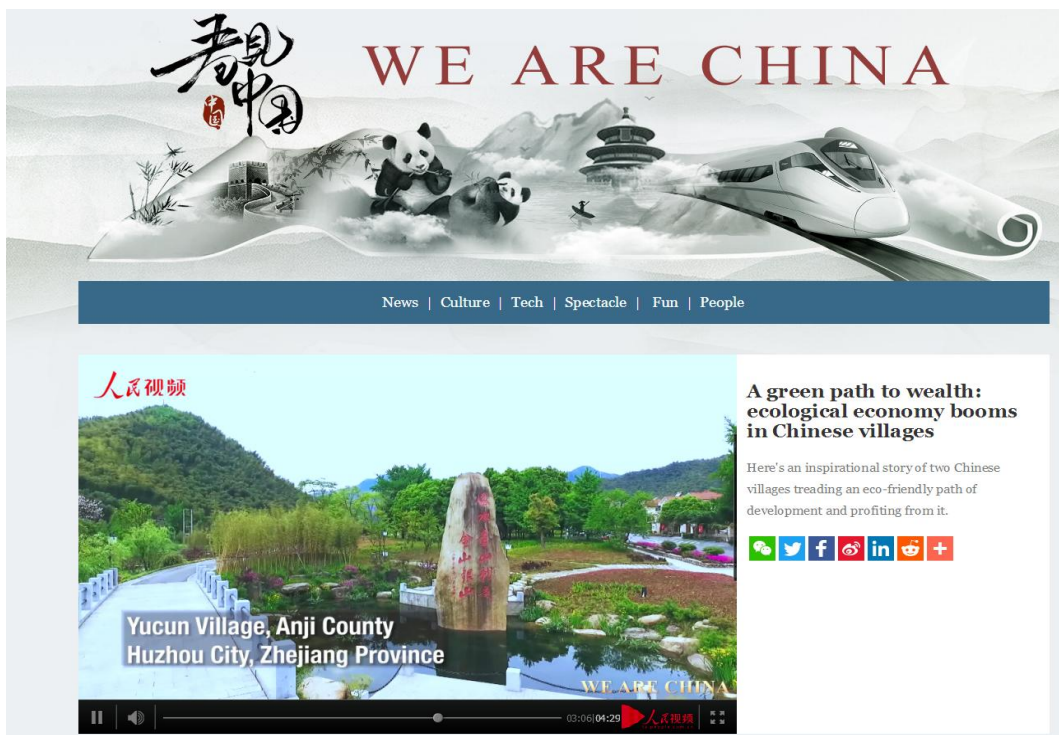 看见
中国
中国
WE ARE CHINA
News | Culture | Tech | Spectacle | Fun | People
人民视频
Yucun Village, Anji County
Huzhou City, Zhejiang Province
WE ARE CHINA
03:06|04:29
人民视频
A green path to wealth:
ecological economy booms
in Chinese villages
Here's an inspirational story of two Chinese
villages treading an eco-friendly path of
development and profiting from it.